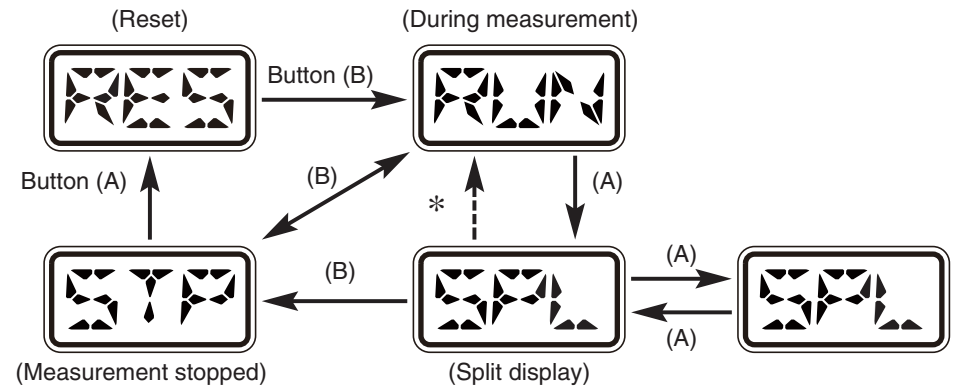 (Reset)
(During measurement)
RES
Button (B)
RUN
Button (A)
(B)
*
(A)
STP
(B)
SPL
(A)
(A)
SPL
(Measurement stopped)
(Split display)